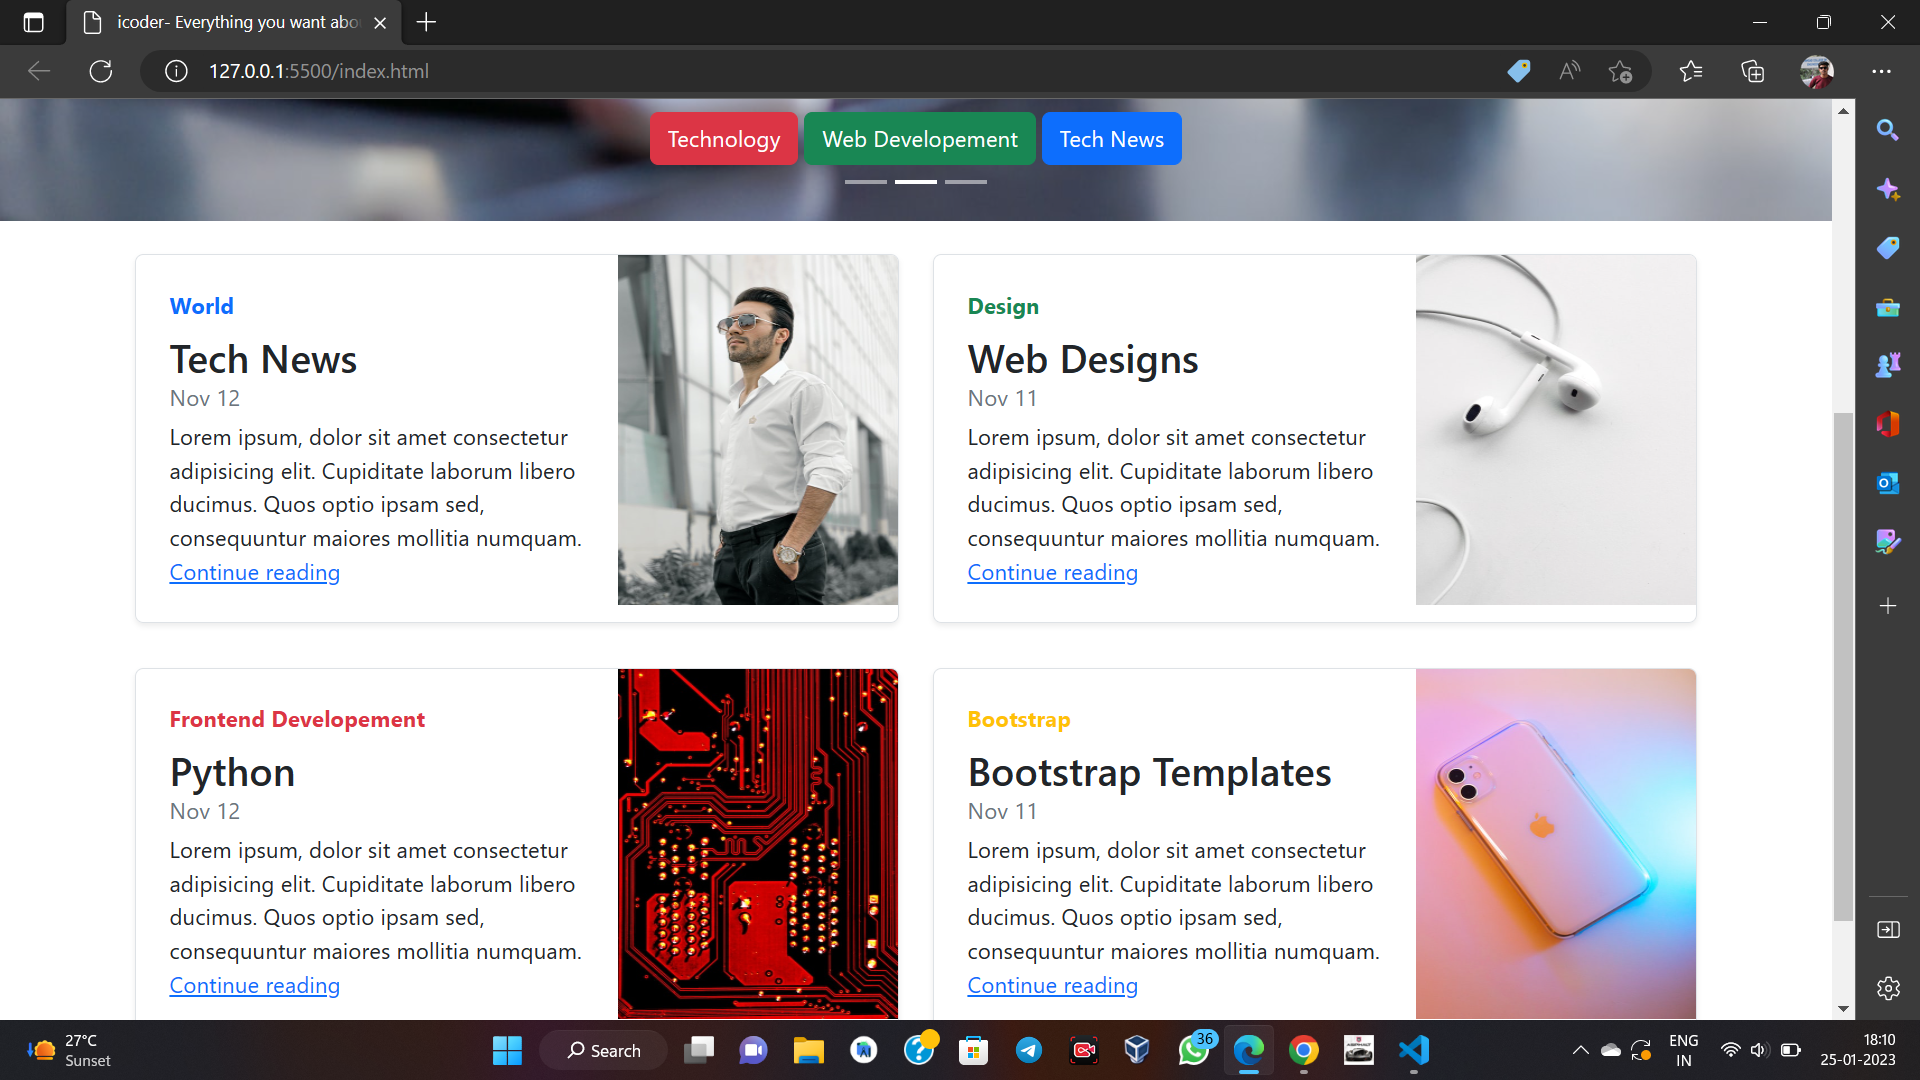 icoder- Everything you want abo
127.0.0.1:5500/index.html
Technology Web Developement Tech News
World
Tech News
Nov 12
Lorem ipsum, dolor sit amet consectetur
adipisicing elit. Cupiditate laborum libero
ducimus. Quos optio ipsam sed,
consequuntur maiores mollitia numquam.
Continue reading
Design
Web Designs
Nov 11
Lorem ipsum, dolor sit amet consectetur
adipisicing elit. Cupiditate laborum libero
ducimus. Quos optio ipsam sed,
consequuntur maiores mollitia numquam.
Continue reading
Frontend Developement
Python
Nov 12
Lorem ipsum, dolor sit amet consectetur
adipisicing elit. Cupiditate laborum libero
ducimus. Quos optio ipsam sed,
consequuntur maiores mollitia numquam.
Continue reading
Bootstrap
Bootstrap Templates
Nov 11
Lorem ipsum, dolor sit amet consectetur
adipisicing elit. Cupiditate laborum libero
ducimus. Quos optio ipsam sed,
consequuntur maiores mollitia numquam.
Continue reading
27°C
Sunset
Search
36
ENG
IN
18:10
25-01-2023